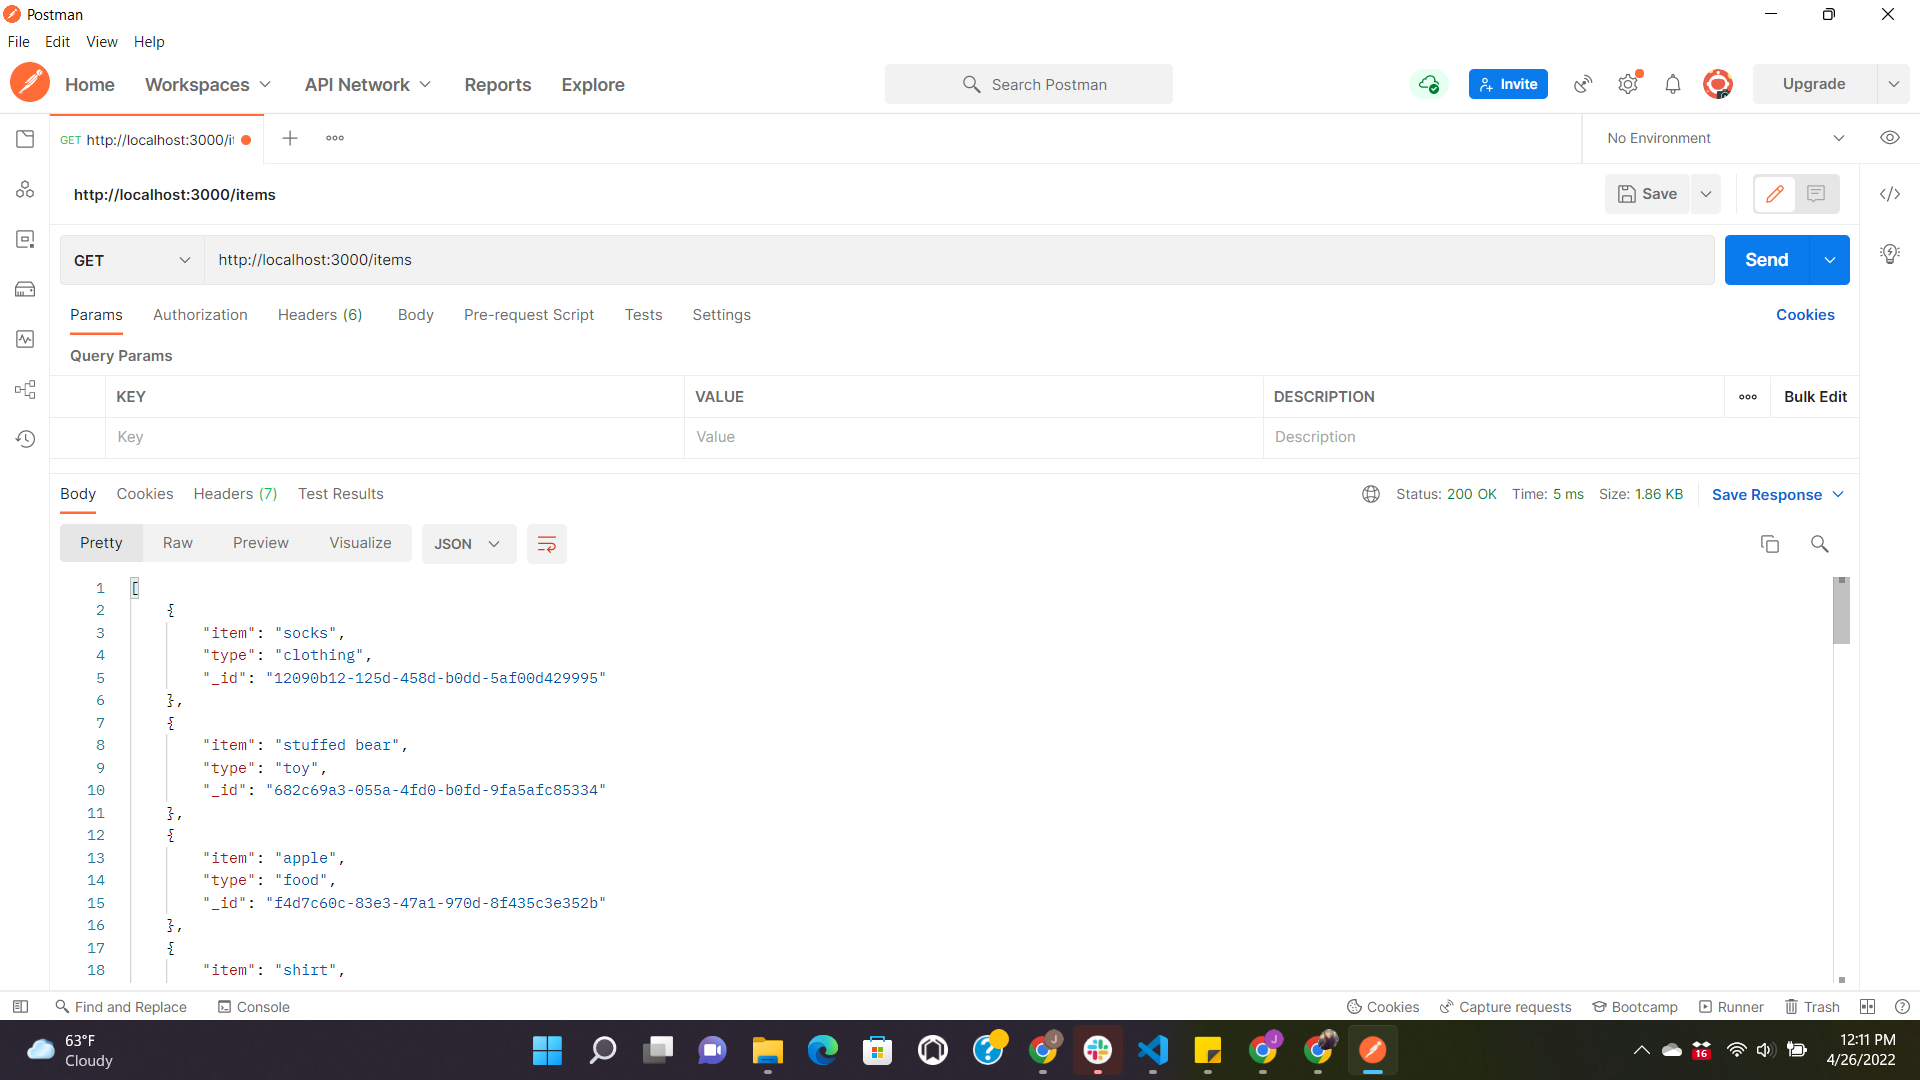 Postman
File Edit View Help
Home Workspaces API Network Reports Explore Search Postman Invite Upgrade
GET http://localhost:3000/it No Environment
http://localhost:3000/items Save
GET http://localhost:3000/items Send
Params Authorization Headers (6) Body Pre-request Script Tests Settings Cookies
Query Params
KEY VALUE DESCRIPTION Bulk Edit
Key Value Description
Body Cookies Headers (7) Test Results Status: 200 OK Time: 5 ms Size: 1.86 KB Save Response
Pretty Raw Preview Visualize JSON
1 [
2 {
3 "item": "socks",
4 "type": "clothing",
5 "_id": "12090b12-125d-458d-b0dd-5af00d429995"
6 },
7 {
8 "item": "stuffed bear",
9 "type": "toy",
10 "_id": "682c69a3-055a-4fd0-b0fd-9fa5afc85334"
11 },
12 {
13 "item": "apple",
14 "type": "food",
15 "_id": "f4d7c60c-83e3-47a1-970d-8f435c3e352b"
16 },
17 {
18 "item": "shirt",
Find and Replace Console Cookies Capture requests Bootcamp Runner Trash
63°F 12:11 PM
Cloudy J J 16 4/26/2022